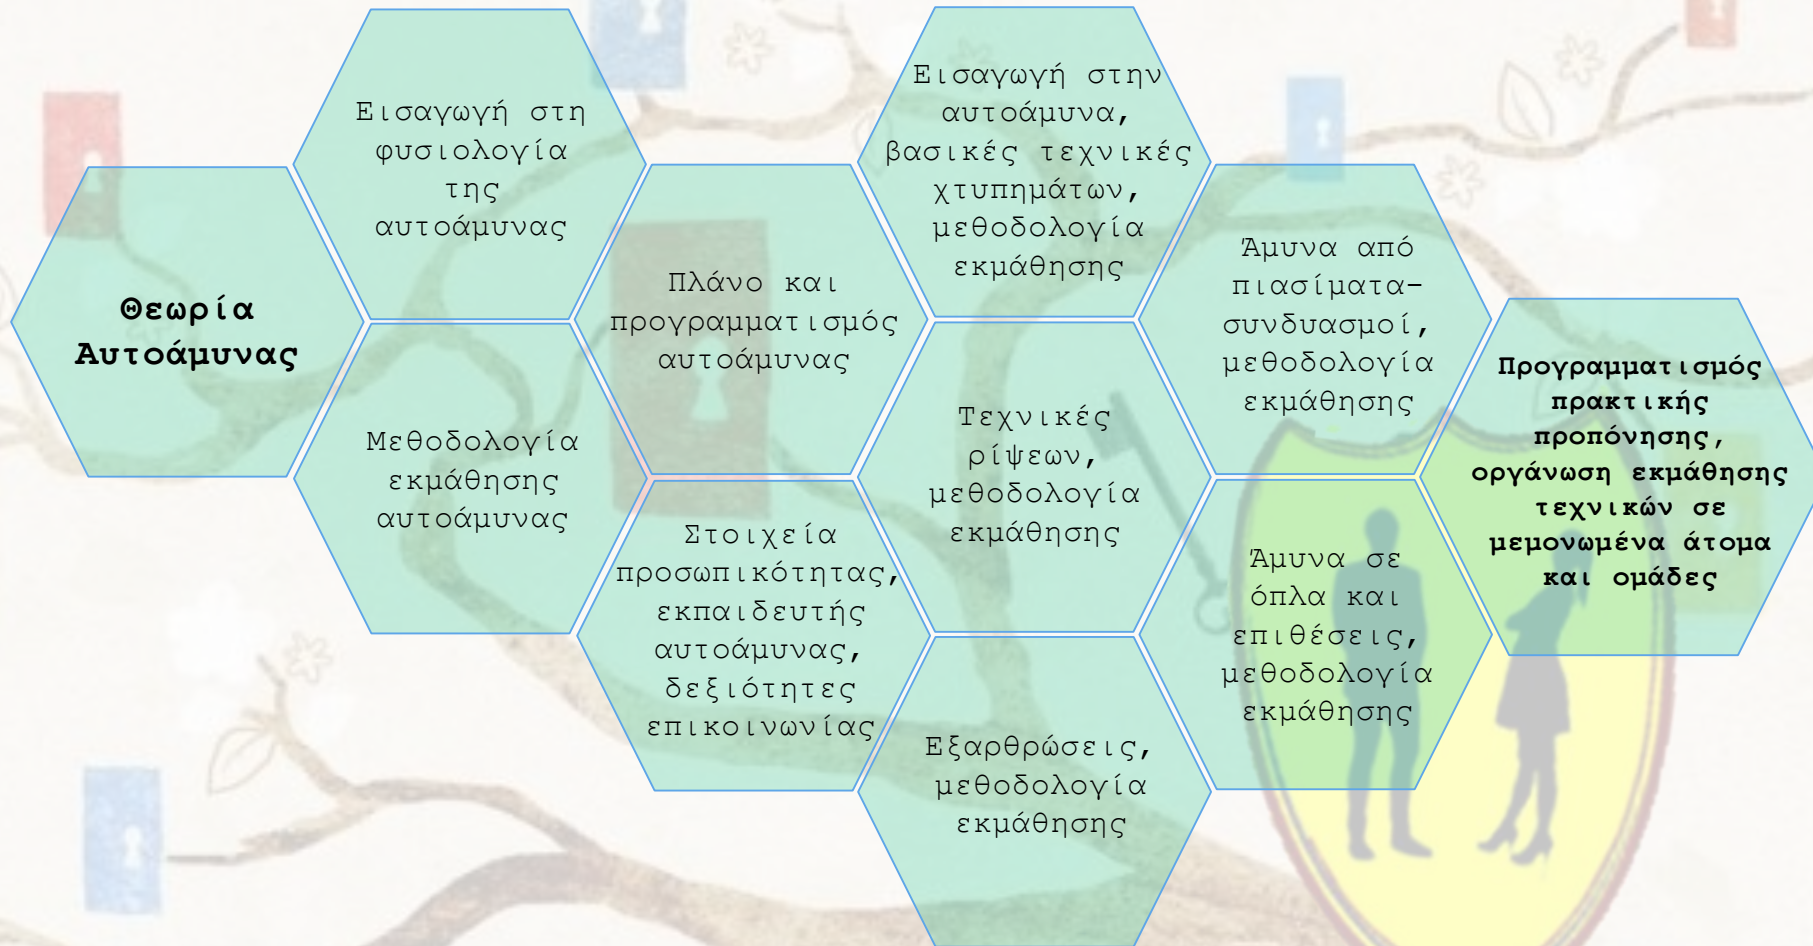 Θεωρία
Αυτοάμυνας
Εισαγωγή στη
φυσιολογία
της
αυτοάμυνας
Μεθοδολογία
εκμάθησης
αυτοάμυνας
Πλάνο και
προγραμματισμός
αυτοάμυνας
Στοιχεία
προσωπικότητας,
εκπαιδευτής
αυτοάμυνας,
δεξιότητες
επικοινωνίας
Εισαγωγή στην
αυτοάμυνα,
βασικές τεχνικές
χτυπημάτων,
μεθοδολογία
εκμάθησης
Τεχνικές
ρίψεων,
μεθοδολογία
εκμάθησης
Εξαρθρώσεις,
μεθοδολογία
εκμάθησης
Άμυνα από
πιασίματα-
συνδυασμοί,
μεθοδολογία
εκμάθησης
Άμυνα σε
όπλα και
επιθέσεις,
μεθοδολογία
εκμάθησης
Προγραμματισμός
πρακτικής
προπόνησης,
οργάνωση εκμάθησης
τεχνικών σε
μεμονωμένα άτομα
και ομάδες